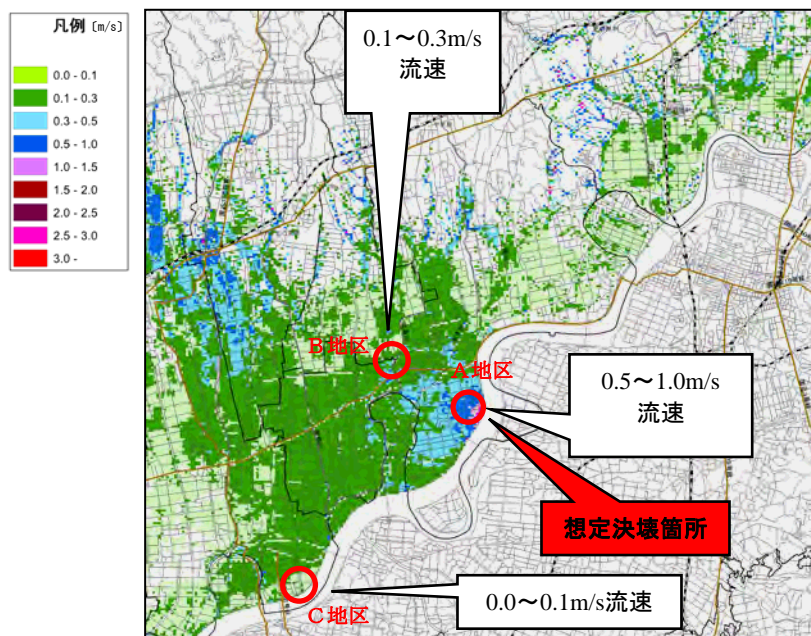 凡例 [m/s]
0.0 - 0.1
0.1 - 0.3
0.3 - 0.5
0.5 - 1.0
1.0 - 1.5
1.5 - 2.0
2.0 - 2.5
2.5 - 3.0
3.0 -
0.1～0.3m/s
流速
B地区
A地区
0.5～1.0m/s
流速
想定決壊箇所
C地区
0.0～0.1m/s流速